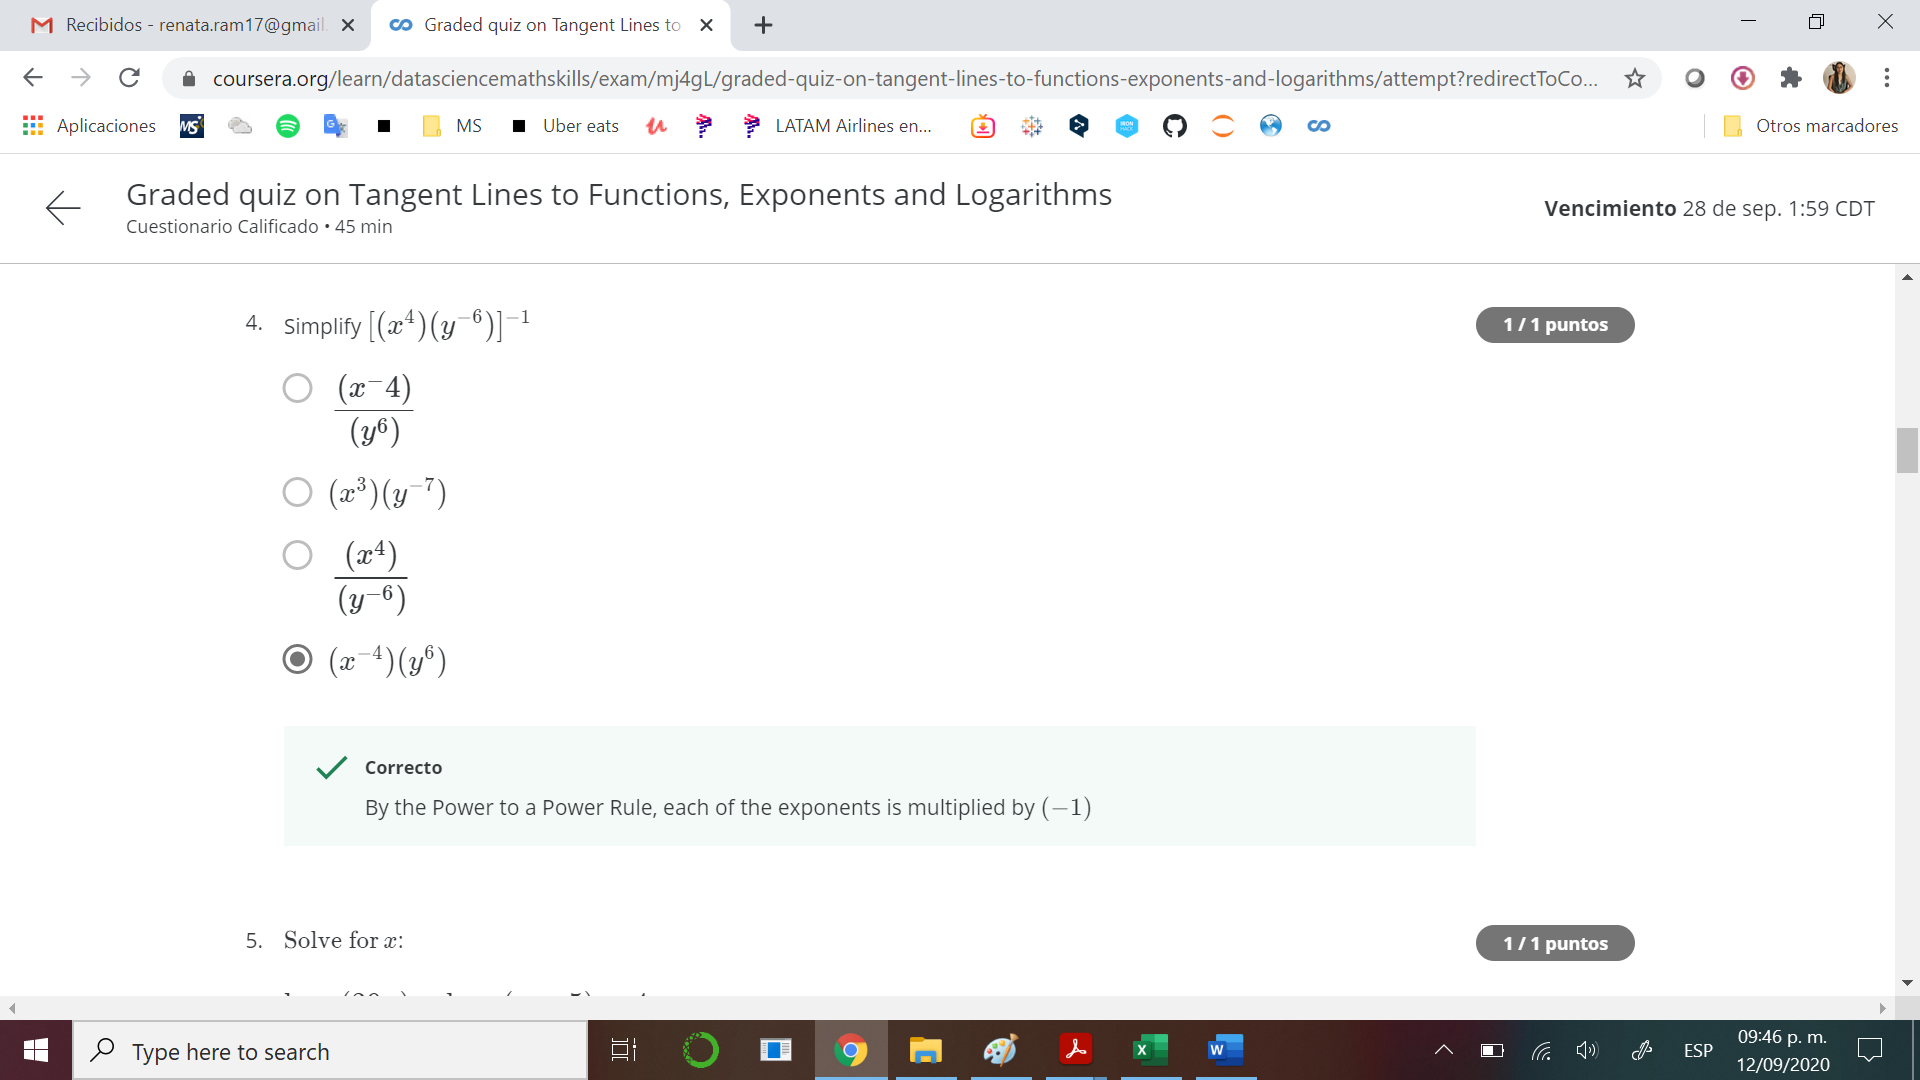 Recibidos - renata.ram17@gmail.
Graded quiz on Tangent Lines to
coursera.org/learn/datasciencemathskills/exam/mj4gL/graded-quiz-on-tangent-lines-to-functions-exponents-and-logarithms/attempt?redirectToCo...
Aplicaciones MS Uber eats LATAM Airlines en... Otros marcadores
Graded quiz on Tangent Lines to Functions, Exponents and Logarithms
Cuestionario Calificado • 45 min
Vencimiento 28 de sep. 1:59 CDT
4. Simplify [(x⁴)(y⁻⁶)]⁻¹
1 / 1 puntos
(x⁻4)
(y⁶)
(x³)(y⁻⁷)
(x⁴)
(y⁻⁶)
(x⁻⁴)(y⁶)
Correcto
By the Power to a Power Rule, each of the exponents is multiplied by (−1)
5. Solve for x:
1 / 1 puntos
Type here to search
ESP
09:46 p. m.
12/09/2020